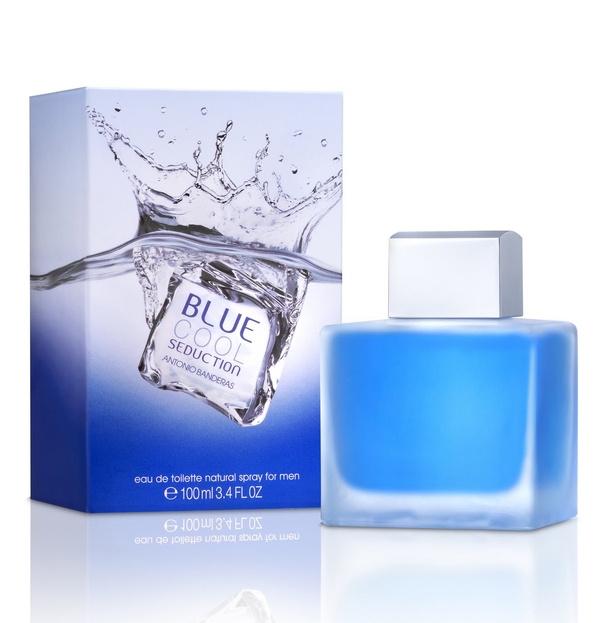 BLUE
COOL
SEDUCTION
ANTONIO BANDERAS
eau de toilette natural spray for men
℮ 100 ml 3.4 FL OZ